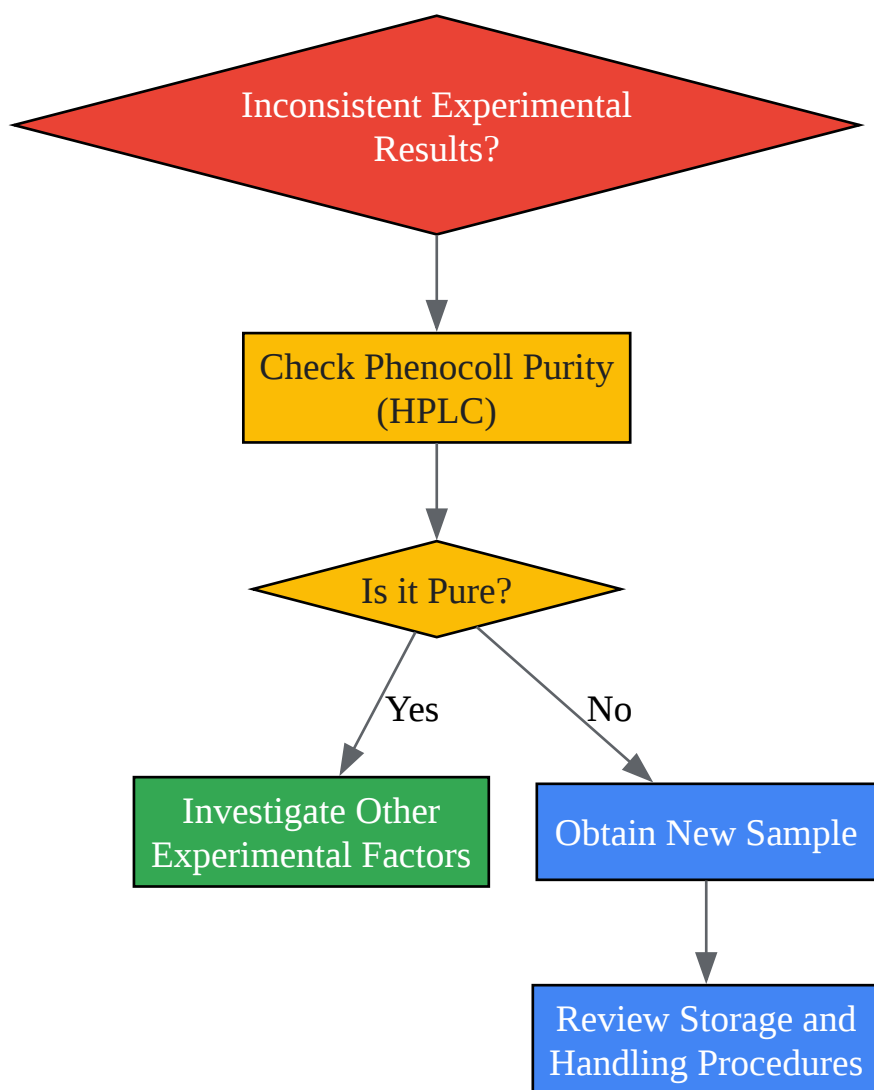 Inconsistent Experimental
Results?
Check Phenocoll Purity
(HPLC)
Is it Pure?
Yes
No
Investigate Other
Experimental Factors
Obtain New Sample
Review Storage and
Handling Procedures